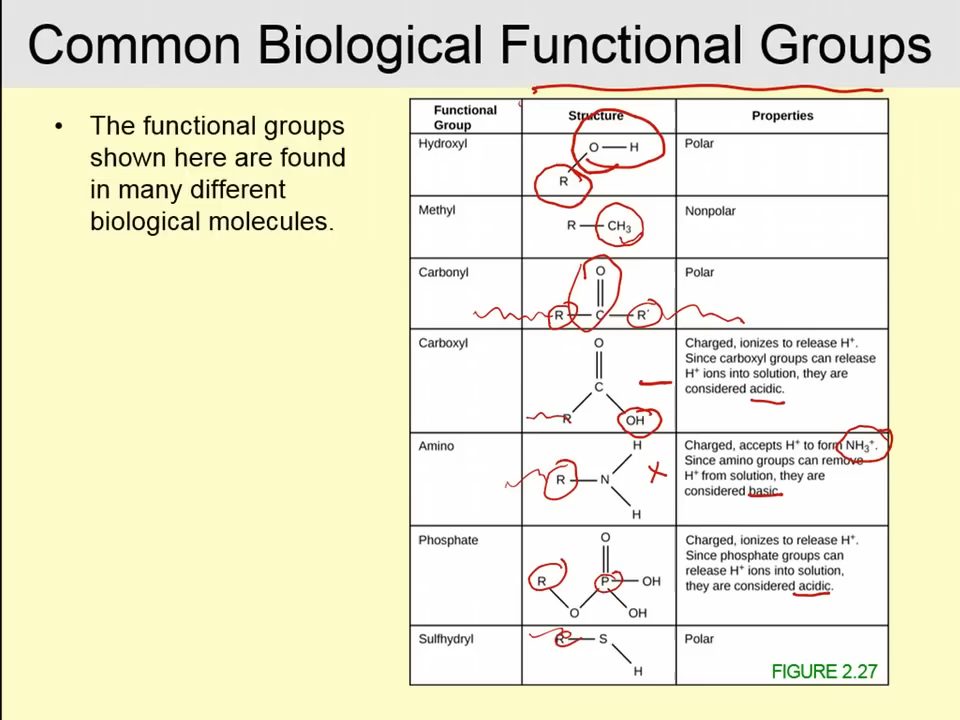 Common Biological Functional Groups
• The functional groups
shown here are found
in many different
biological molecules.
Functional
Group
Structure
Properties
Hydroxyl
O H
R
Polar
Methyl
R CH₃
Nonpolar
Carbonyl
O
R C R′
Polar
Carboxyl
O
C
R OH
Charged, ionizes to release H⁺.
Since carboxyl groups can release
H⁺ ions into solution, they are
considered acidic.
Amino
H
R N
H
Charged, accepts H⁺ to form NH₃⁺.
Since amino groups can remove
H⁺ from solution, they are
considered basic.
Phosphate
O
R P OH
O OH
Charged, ionizes to release H⁺.
Since phosphate groups can
release H⁺ ions into solution,
they are considered acidic.
Sulfhydryl
R S
H
Polar
FIGURE 2.27